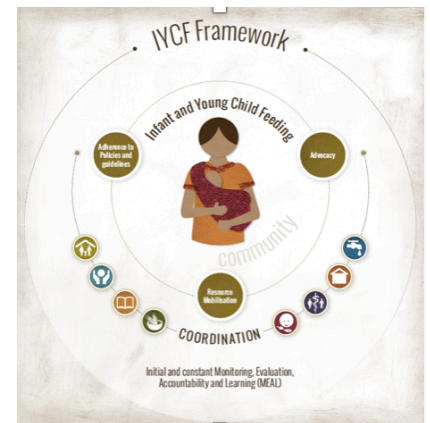 IYCF Framework
Infant and Young Child Feeding
Adherence to
Policies and
guidelines
Advocacy
community
Resource
Mobilisation
COORDINATION
Initial and constant Monitoring, Evaluation,
Accountability and Learning (MEAL)